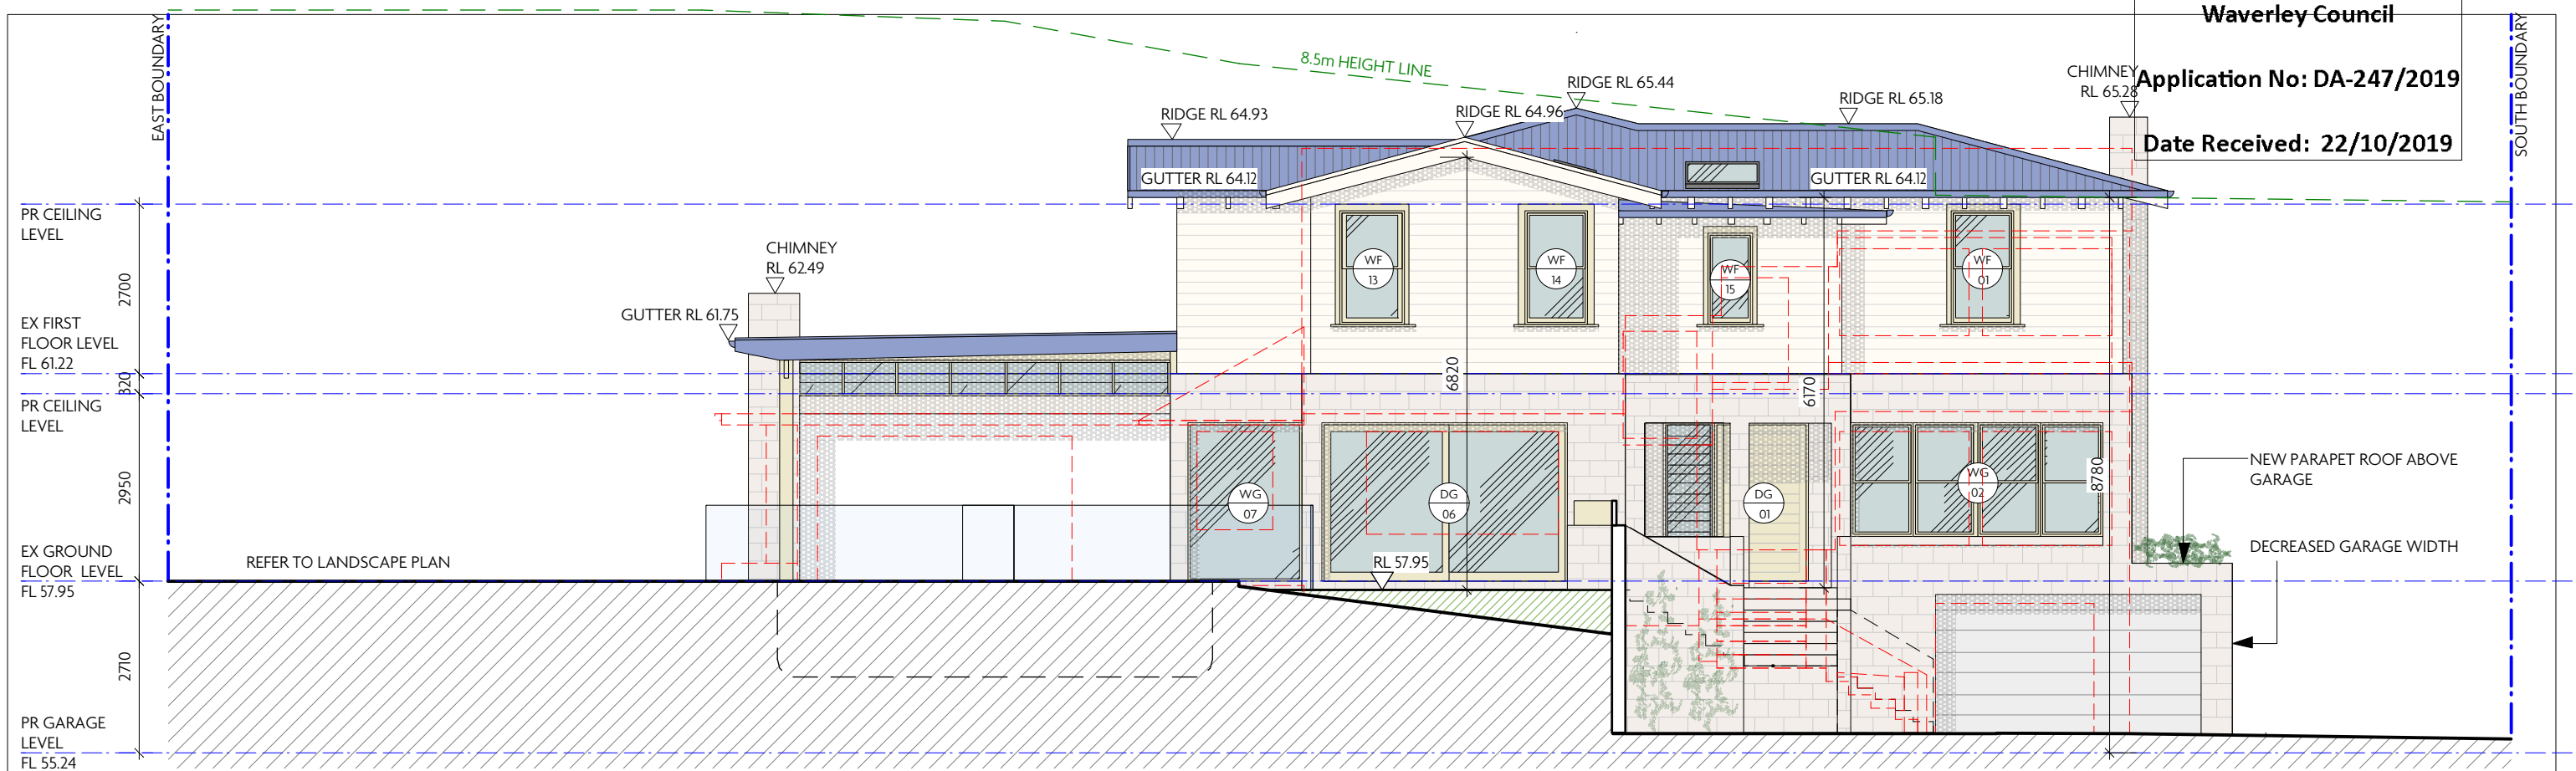 Waverley Council
Application No: DA-247/2019
Date Received: 22/10/2019
EAST BOUNDARY
SOUTH BOUNDARY
8.5m HEIGHT LINE
RIDGE RL 64.93
RIDGE RL 64.96
RIDGE RL 65.44
RIDGE RL 65.18
CHIMNEY
RL 65.28
GUTTER RL 64.12
GUTTER RL 64.12
PR CEILING
LEVEL
2700
CHIMNEY
RL 62.49
GUTTER RL 61.75
WF
13
WF
14
WF
15
WF
01
EX FIRST
FLOOR LEVEL
FL 61.22
320
PR CEILING
LEVEL
6820
6170
8780
2950
WG
07
DG
06
DG
01
WG
02
NEW PARAPET ROOF ABOVE
GARAGE
DECREASED GARAGE WIDTH
EX GROUND
FLOOR LEVEL
FL 57.95
REFER TO LANDSCAPE PLAN
RL 57.95
2710
PR GARAGE
LEVEL
FL 55.24